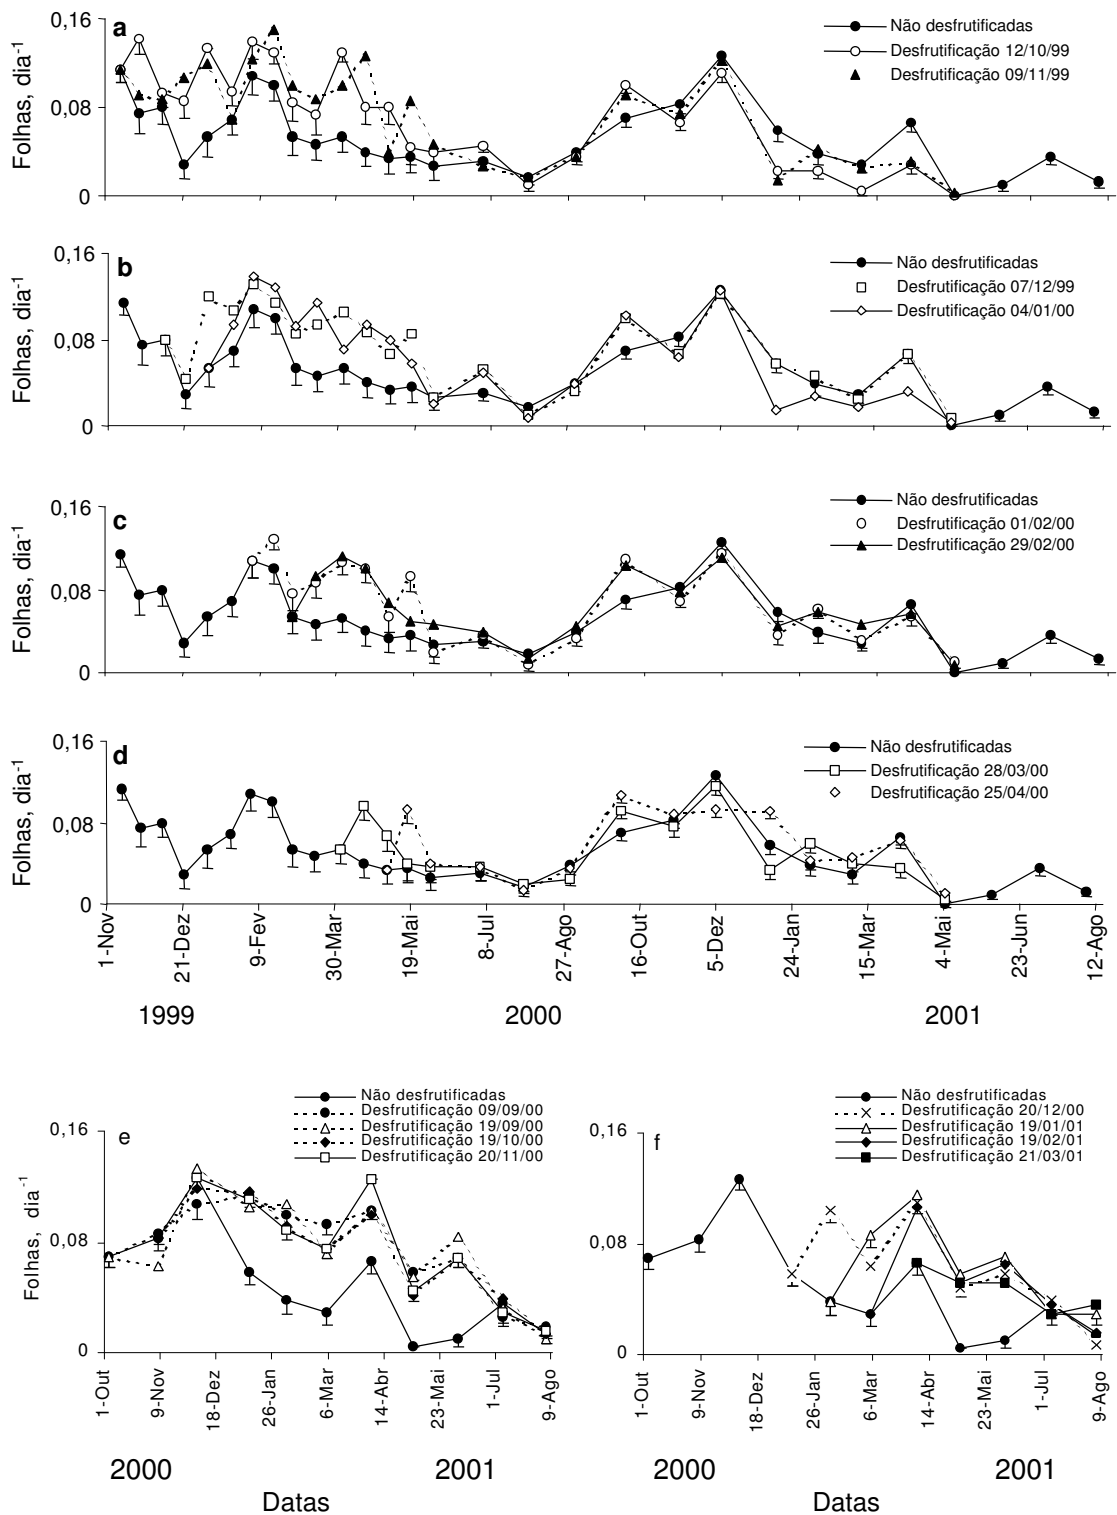 a
0,16
0,08
0
Folhas, dia-1
Não desfrutificadas
Desfrutificação 12/10/99
Desfrutificação 09/11/99
b
0,16
0,08
0
Folhas, dia-1
Não desfrutificadas
Desfrutificação 07/12/99
Desfrutificação 04/01/00
c
0,16
0,08
0
Folhas, dia-1
Não desfrutificadas
Desfrutificação 01/02/00
Desfrutificação 29/02/00
d
0,16
0,08
0
Folhas, dia-1
Não desfrutificadas
Desfrutificação 28/03/00
Desfrutificação 25/04/00
1-Nov
21-Dez
9-Fev
30-Mar
19-Mai
8-Jul
27-Ago
16-Out
5-Dez
24-Jan
15-Mar
4-Mai
23-Jun
12-Ago
1999
2000
2001
e
0,16
0,08
0
Folhas, dia-1
Não desfrutificadas
Desfrutificação 09/09/00
Desfrutificação 19/09/00
Desfrutificação 19/10/00
Desfrutificação 20/11/00
1-Out
9-Nov
18-Dez
26-Jan
6-Mar
14-Abr
23-Mai
1-Jul
9-Ago
2000
2001
Datas
f
0,16
0,08
0
Não desfrutificadas
Desfrutificação 20/12/00
Desfrutificação 19/01/01
Desfrutificação 19/02/01
Desfrutificação 21/03/01
1-Out
9-Nov
18-Dez
26-Jan
6-Mar
14-Abr
23-Mai
1-Jul
9-Ago
2000
2001
Datas